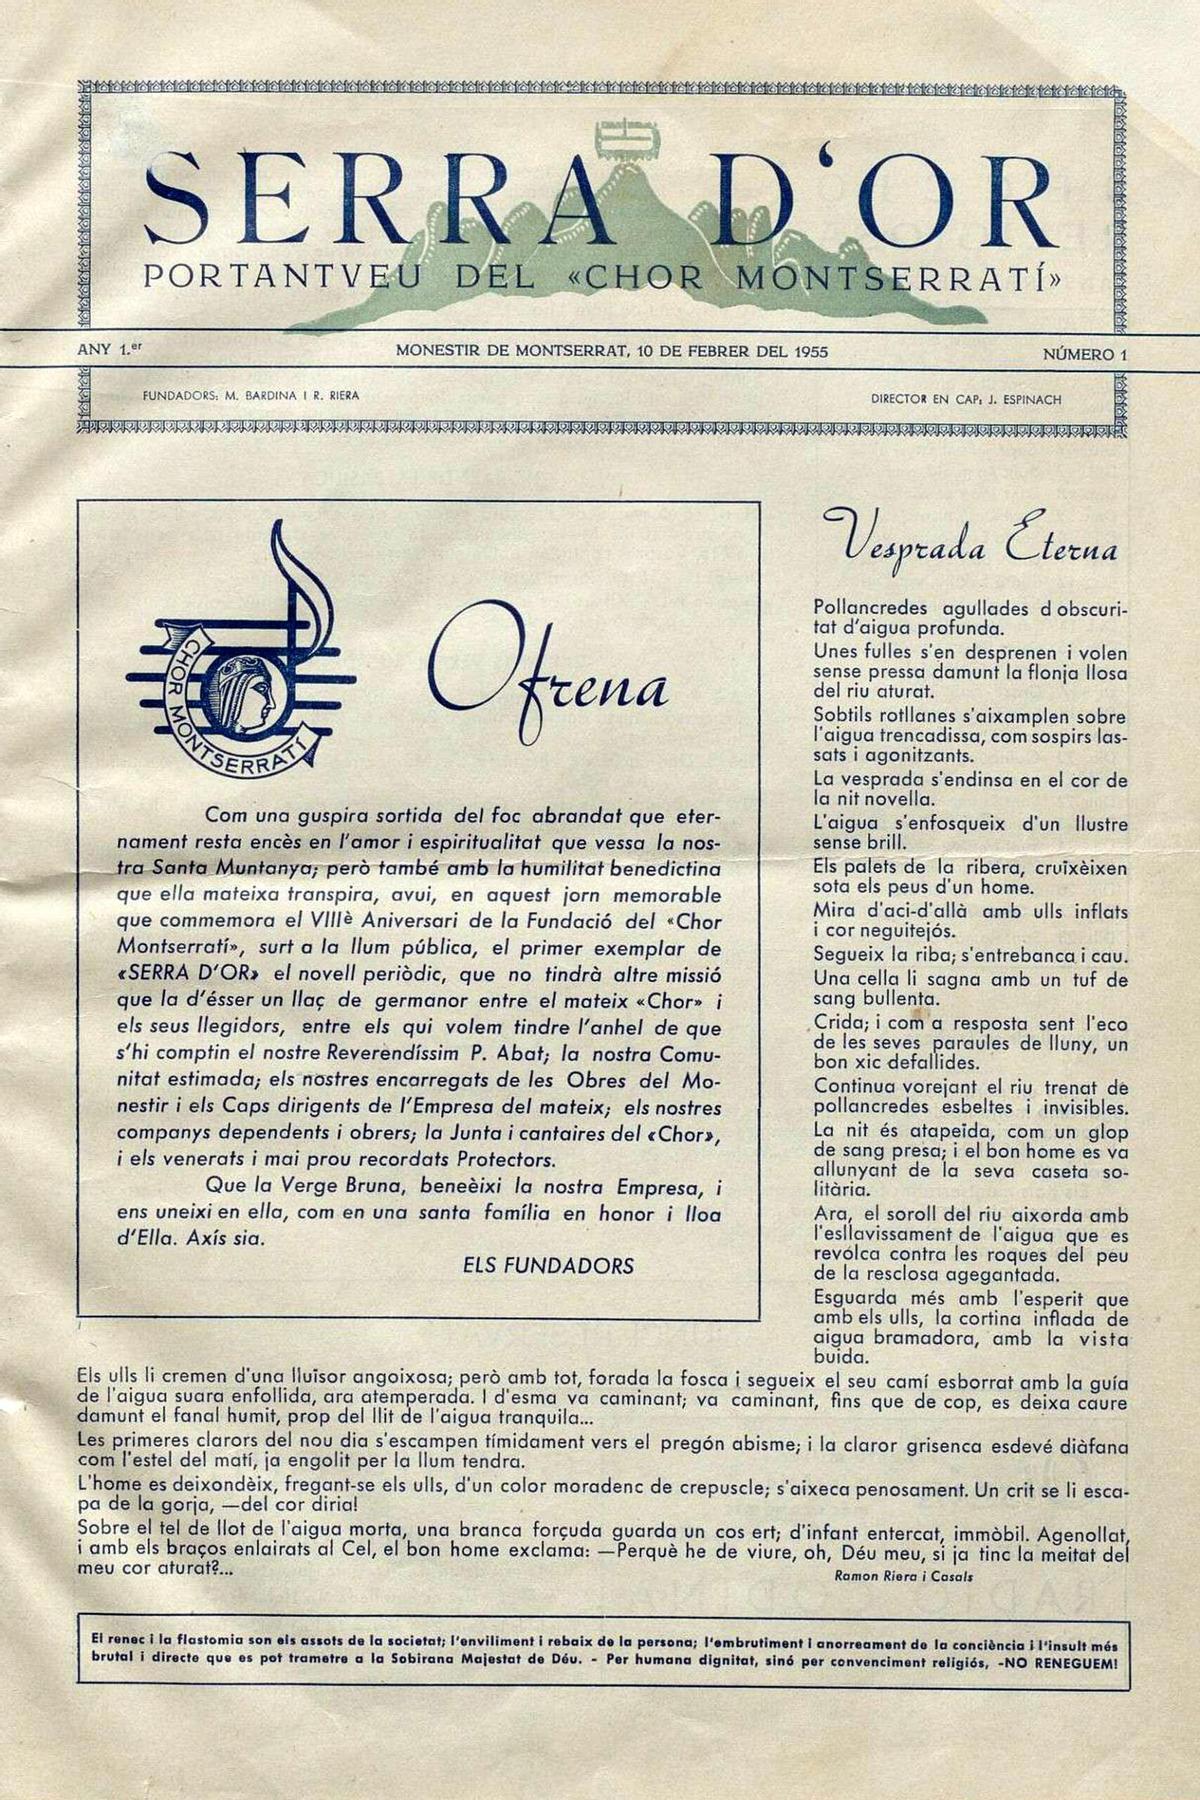 SERRA D'OR
PORTANTVEU DEL «CHOR MONTSERRATÍ»
ANY 1.er
MONESTIR DE MONTSERRAT, 10 DE FEBRER DEL 1955
NÚMERO 1
FUNDADORS: M. BARDINA I R. RIERA
DIRECTOR EN CAP: J. ESPINACH
CHOR MONTSERRATÍ
Ofrena
Com una guspira sortida del foc abrandat que eter-
nament resta encès en l'amor i espiritualitat que vessa la nos-
tra Santa Muntanya; però també amb la humilitat benedictina
que ella mateixa transpira, avui, en aquest jorn memorable
que commemora el VIIIè Aniversari de la Fundació del «Chor
Montserratí», surt a la llum pública, el primer exemplar de
«SERRA D'OR» el novell periòdic, que no tindrà altre missió
que la d'ésser un llaç de germanor entre el mateix «Chor» i
els seus llegidors, entre els qui volem tindre l'anhel de que
s'hi comptin el nostre Reverendíssim P. Abat; la nostra Comu-
nitat estimada; els nostres encarregats de les Obres del Mo-
nestir i els Caps dirigents de l'Empresa del mateix; els nostres
companys dependents i obrers; la Junta i cantaires del «Chor»,
i els venerats i mai prou recordats Protectors.
Que la Verge Bruna, beneèixi la nostra Empresa, i
ens uneixi en ella, com en una santa família en honor i lloa
d'Ella. Axís sia.
ELS FUNDADORS
Vesprada Eterna
Pollancredes agullades d obscuri-
tat d'aigua profunda.
Unes fulles s'en desprenen i volen
sense pressa damunt la flonja llosa
del riu aturat.
Sobtils rotllanes s'aixamplen sobre
l'aigua trencadissa, com sospirs las-
sats i agonitzants.
La vesprada s'endinsa en el cor de
la nit novella.
L'aigua s'enfosqueix d'un llustre
sense brill.
Els palets de la ribera, cruïxèixen
sota els peus d'un home.
Mira d'aci-d'allà amb ulls inflats
i cor neguitejós.
Segueix la riba; s'entrebanca i cau.
Una cella li sagna amb un tuf de
sang bullenta.
Crida; i com a resposta sent l'eco
de les seves paraules de lluny, un
bon xic defallides.
Continua vorejant el riu trenat de
pollancredes esbeltes i invisibles.
La nit és atapeïda, com un glop
de sang presa; i el bon home es va
allunyant de la seva caseta so-
litària.
Ara, el soroll del riu aixorda amb
l'esllavissament de l'aigua que es
revólca contra les roques del peu
de la resclosa agegantada.
Esguarda més amb l'esperit que
amb els ulls, la cortina inflada de
aigua bramadora, amb la vista
buida.
Els ulls li cremen d'una lluïsor angoixosa; però amb tot, forada la fosca i segueix el seu camí esborrat amb la guía
de l'aigua suara enfollida, ara atemperada. I d'esma va caminant; va caminant, fins que de cop, es deixa caure
damunt el fanal humit, prop del llit de l'aigua tranquila...
Les primeres clarors del nou dia s'escampen tímidament vers el pregón abisme; i la claror grisenca esdevé diàfana
com l'estel del matí, ja engolit per la llum tendra.
L'home es deixondèix, fregant-se els ulls, d'un color moradenc de crepuscle; s'aixeca penosament. Un crit se li esca-
pa de la gorja, —del cor diria!
Sobre el tel de llot de l'aigua morta, una branca forçuda guarda un cos ert; d'infant entercat, immòbil. Agenollat,
i amb els braços enlairats al Cel, el bon home exclama: —Perquè he de viure, oh, Déu meu, si ja tinc la meitat del
meu cor aturat?...
Ramon Riera i Casals
El renec i la flastomia son els assots de la societat; l'enviliment i rebaix de la persona; l'embrutiment i anorreament de la conciència i l'insult més
brutal i directe que es pot trametre a la Sobirana Majestat de Déu. - Per humana dignitat, sinó per convenciment religiós, -NO RENEGUEM!